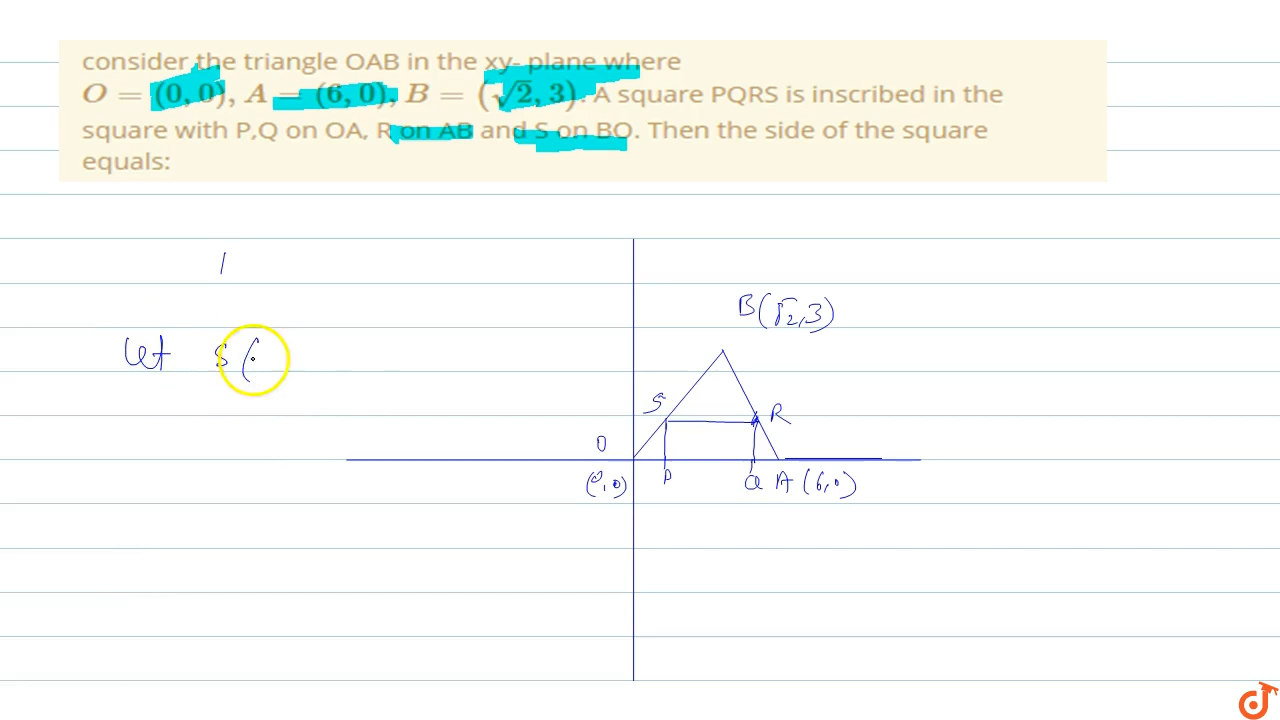 consider the triangle OAB in the xy- plane where
O = (0, 0), A = (6, 0), B = (√2, 3). A square PQRS is inscribed in the
square with P,Q on OA, R on AB and S on BO. Then the side of the square
equals:
B(√2,3)
Let S (
S
R
O
(0,0)
P
Q A (6,0)